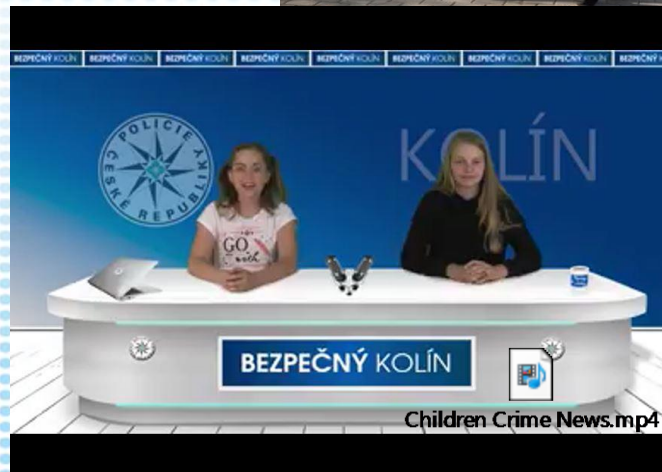 BEZPEČNÝ KOLÍN BEZPEČNÝ KOLÍN BEZPEČNÝ KOLÍN BEZPEČNÝ KOLÍN BEZPEČNÝ KOLÍN BEZPEČNÝ KOLÍN BEZPEČNÝ KOLÍN BEZPEČNÝ KOLÍN BEZPEČNÝ
POLICIE
ČESKÉ REPUBLIKY
KOLÍN
GO
BEZPEČNÝ KOLÍN
Children Crime News.mp4